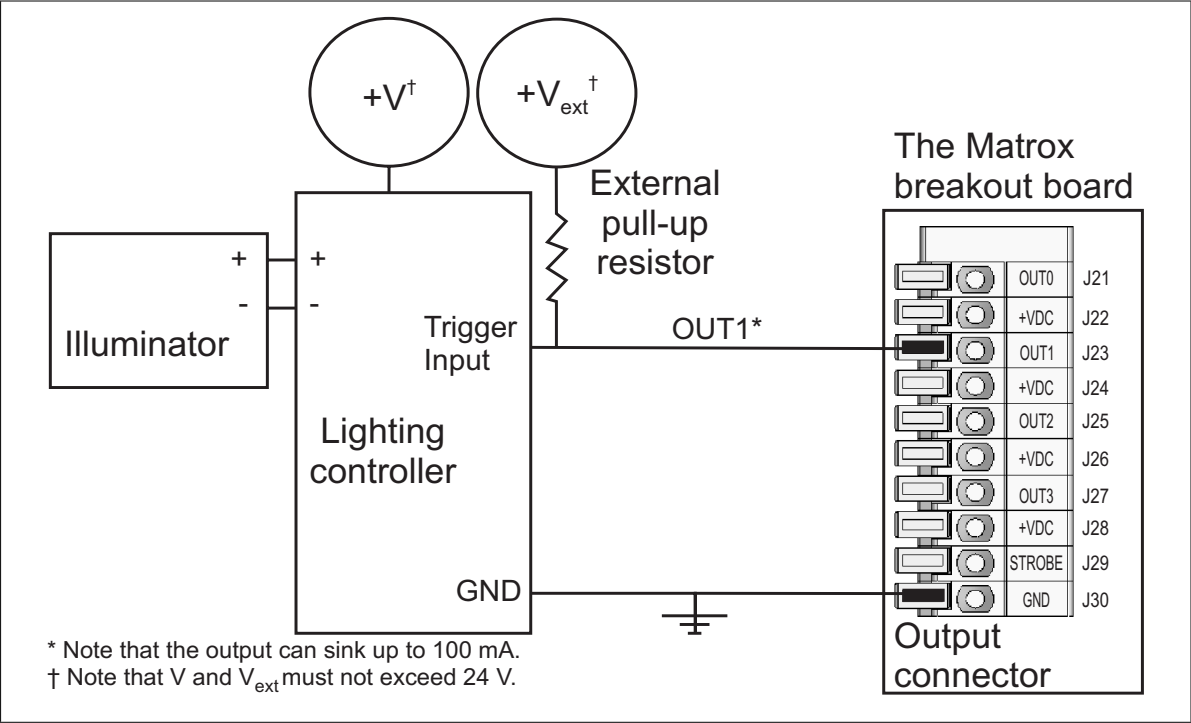 +V†
+Vext†
External
pull-up
resistor
The Matrox
breakout board
+
-
Illuminator
+
-
Trigger
Input
Lighting
controller
GND
OUT1*
OUT0 J21
+VDC J22
OUT1 J23
+VDC J24
OUT2 J25
+VDC J26
OUT3 J27
+VDC J28
STROBE J29
GND J30
Output
connector
* Note that the output can sink up to 100 mA.
† Note that V and Vext must not exceed 24 V.